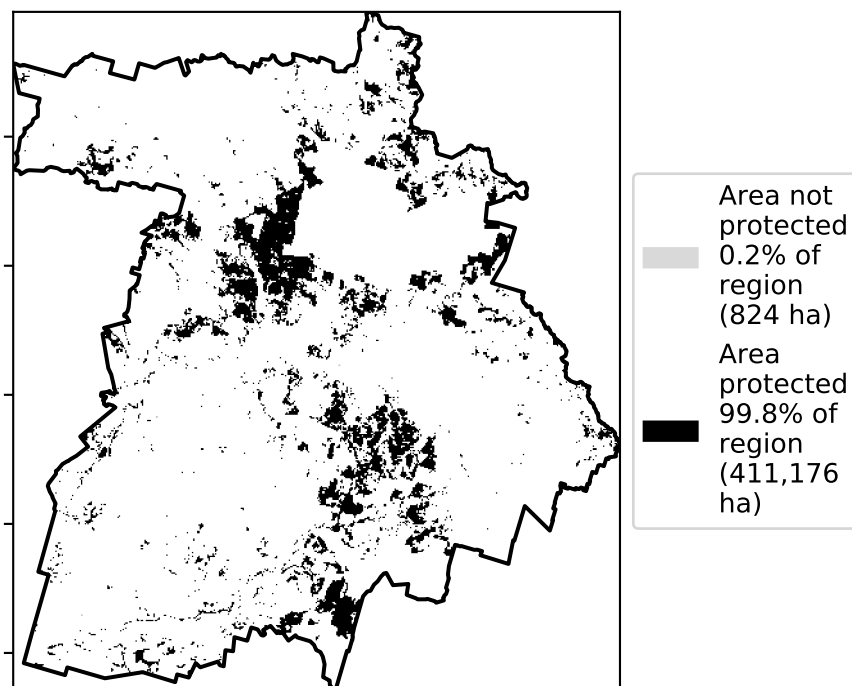 Area not
protected
0.2% of
region
(824 ha)
Area
protected
99.8% of
region
(411,176
ha)